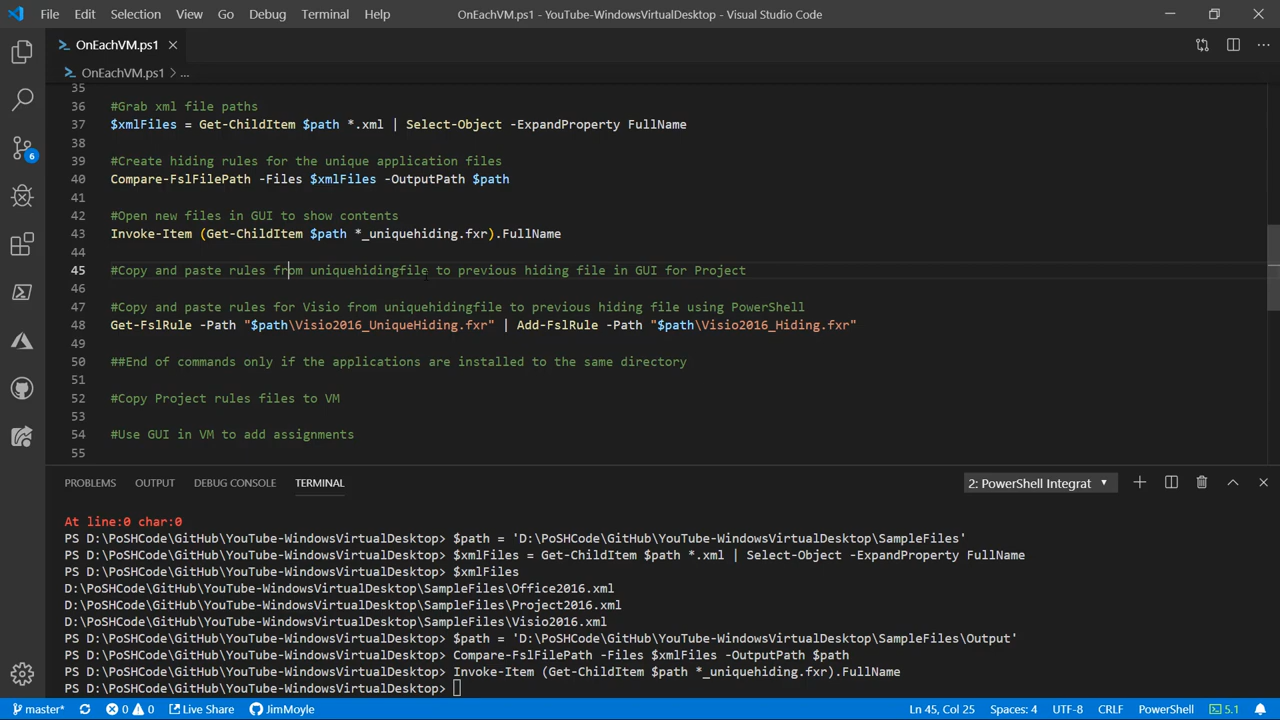 File Edit Selection View Go Debug Terminal Help OnEachVM.ps1 - YouTube-WindowsVirtualDesktop - Visual Studio Code
OnEachVM.ps1
OnEachVM.ps1 > ...
35
36 #Grab xml file paths
37 $xmlFiles = Get-ChildItem $path *.xml | Select-Object -ExpandProperty FullName
38
39 #Create hiding rules for the unique application files
40 Compare-FslFilePath -Files $xmlFiles -OutputPath $path
41
42 #Open new files in GUI to show contents
43 Invoke-Item (Get-ChildItem $path *_uniquehiding.fxr).FullName
44
45 #Copy and paste rules from uniquehidingfile to previous hiding file in GUI for Project
46
47 #Copy and paste rules for Visio from uniquehidingfile to previous hiding file using PowerShell
48 Get-FslRule -Path "$path\Visio2016_UniqueHiding.fxr" | Add-FslRule -Path "$path\Visio2016_Hiding.fxr"
49
50 ##End of commands only if the applications are installed to the same directory
51
52 #Copy Project rules files to VM
53
54 #Use GUI in VM to add assignments
55
6
PROBLEMS OUTPUT DEBUG CONSOLE TERMINAL 2: PowerShell Integrat
At line:0 char:0
PS D:\PoSHCode\GitHub\YouTube-WindowsVirtualDesktop> $path = 'D:\PoSHCode\GitHub\YouTube-WindowsVirtualDesktop\SampleFiles'
PS D:\PoSHCode\GitHub\YouTube-WindowsVirtualDesktop> $xmlFiles = Get-ChildItem $path *.xml | Select-Object -ExpandProperty FullName
PS D:\PoSHCode\GitHub\YouTube-WindowsVirtualDesktop> $xmlFiles
D:\PoSHCode\GitHub\YouTube-WindowsVirtualDesktop\SampleFiles\Office2016.xml
D:\PoSHCode\GitHub\YouTube-WindowsVirtualDesktop\SampleFiles\Project2016.xml
D:\PoSHCode\GitHub\YouTube-WindowsVirtualDesktop\SampleFiles\Visio2016.xml
PS D:\PoSHCode\GitHub\YouTube-WindowsVirtualDesktop> $path = 'D:\PoSHCode\GitHub\YouTube-WindowsVirtualDesktop\SampleFiles\Output'
PS D:\PoSHCode\GitHub\YouTube-WindowsVirtualDesktop> Compare-FslFilePath -Files $xmlFiles -OutputPath $path
PS D:\PoSHCode\GitHub\YouTube-WindowsVirtualDesktop> Invoke-Item (Get-ChildItem $path *_uniquehiding.fxr).FullName
PS D:\PoSHCode\GitHub\YouTube-WindowsVirtualDesktop>
master* 0 0 Live Share JimMoyle Ln 45, Col 25 Spaces: 4 UTF-8 CRLF PowerShell 5.1